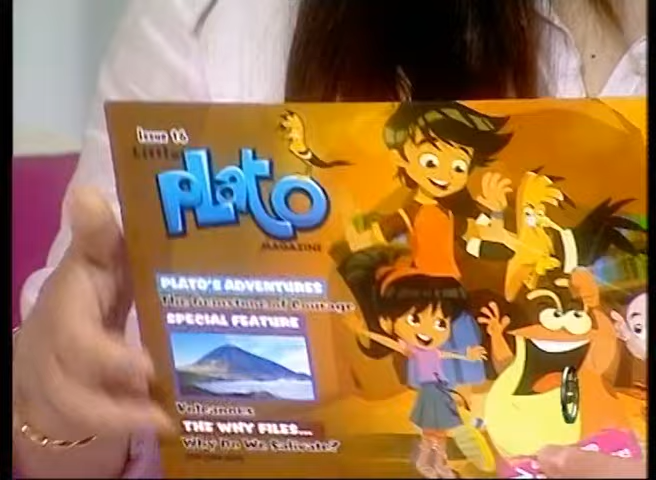 Issue 16
Little
Plato
MAGAZINE
PLATO'S ADVENTURES
The Gemstone of Courage
SPECIAL FEATURE
Volcanoes
THE WHY FILES...
Why Do We Salivate?